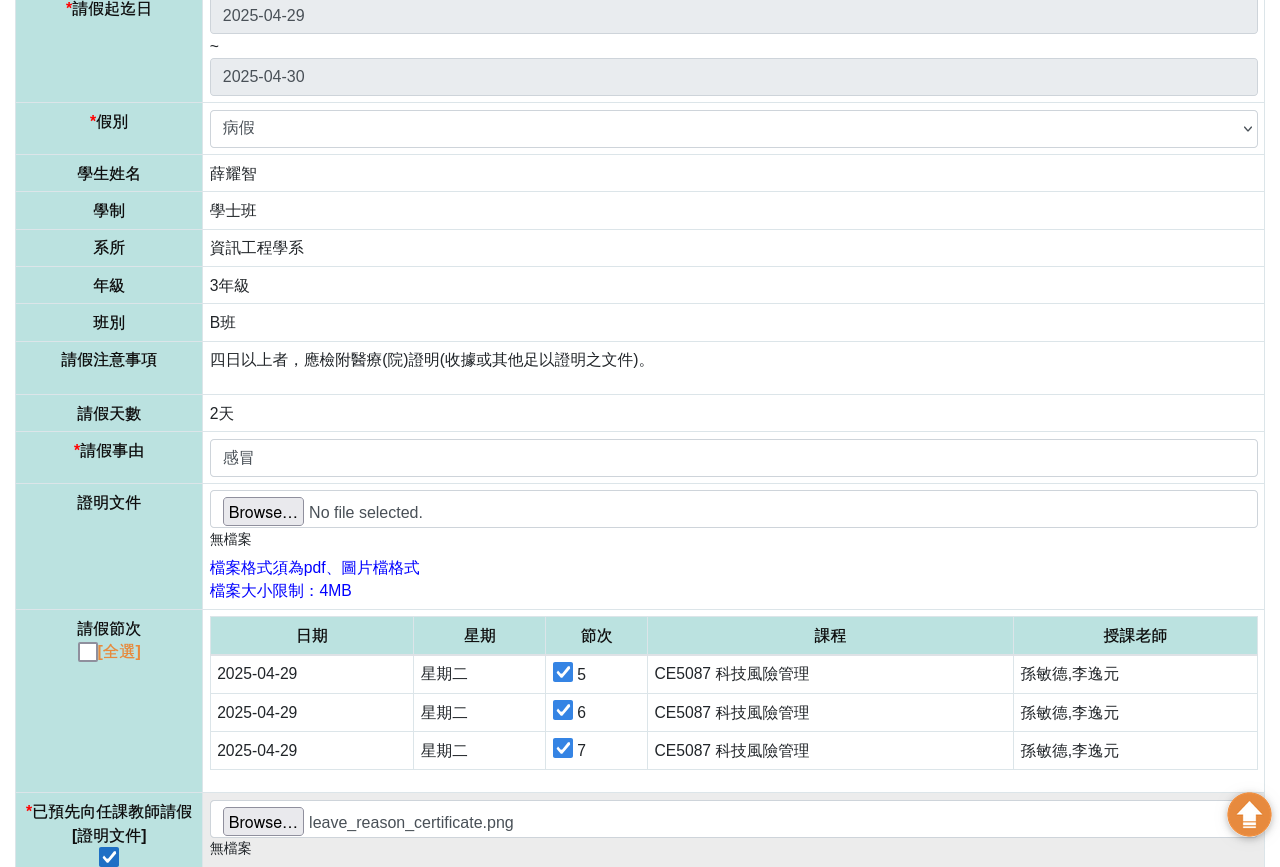 *請假起迄日
2025-04-29
~
2025-04-30
*假別
病假
學生姓名
薛耀智
學制
學士班
系所
資訊工程學系
年級
3年級
班別
B班
請假注意事項
四日以上者，應檢附醫療(院)證明(收據或其他足以證明之文件)。
請假天數
2天
*請假事由
感冒
證明文件
Browse… No file selected.
無檔案
檔案格式須為pdf、圖片檔格式
檔案大小限制：4MB
請假節次
[全選]
日期 星期 節次 課程 授課老師
2025-04-29 星期二 5 CE5087 科技風險管理 孫敏德,李逸元
2025-04-29 星期二 6 CE5087 科技風險管理 孫敏德,李逸元
2025-04-29 星期二 7 CE5087 科技風險管理 孫敏德,李逸元
*已預先向任課教師請假
[證明文件]
Browse… leave_reason_certificate.png
無檔案